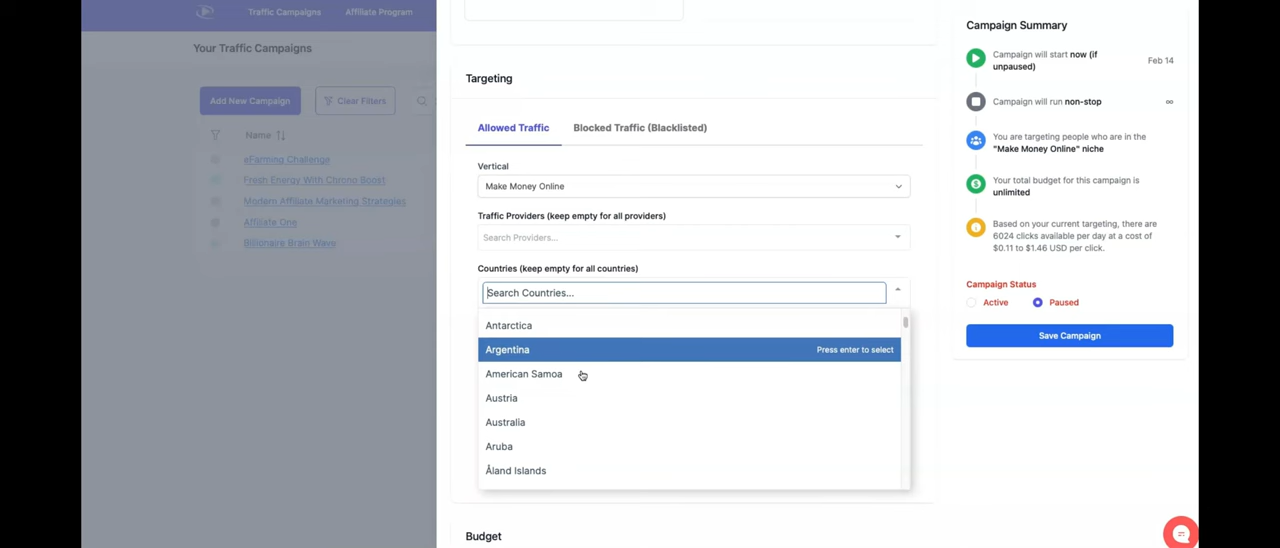 Traffic Campaigns
Affiliate Program
Your Traffic Campaigns
Add New Campaign
Clear Filters
Name
eFarming Challenge
Fresh Energy With Chrno Boost
Modern Affiliate Marketing Strategies
Affiliate One
Billionaire Brain Wave
Targeting
Allowed Traffic
Blocked Traffic (Blacklisted)
Vertical
Make Money Online
Traffic Providers (keep empty for all providers)
Search Providers...
Countries (keep empty for all countries)
Search Countries...
Antarctica
Argentina
Press enter to select
American Samoa
Austria
Australia
Aruba
Åland Islands
Budget
Campaign Summary
Campaign will start now (if
unpaused)
Feb 14
Campaign will run non-stop
∞
You are targeting people who are in the
"Make Money Online" niche
Your total budget for this campaign is
unlimited
Based on your current targeting, there are
6024 clicks available per day at a cost of
$0.11 to $1.46 USD per click.
Campaign Status
Active
Paused
Save Campaign